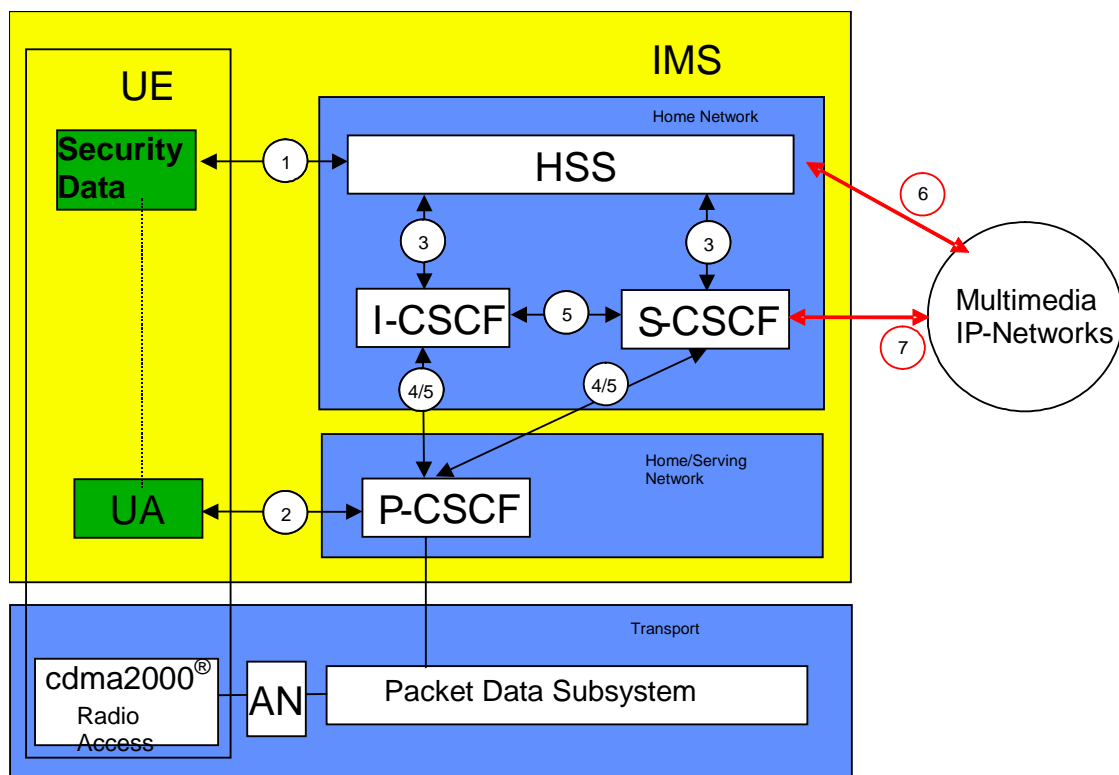 IMS
UE
Home Network
Security
Data
1
HSS
6
3
3
Multimedia
IP-Networks
I-CSCF
5
S-CSCF
7
4/5
4/5
Home/Serving
Network
UA
2
P-CSCF
Transport
cdma2000®
Radio
Access
AN
Packet Data Subsystem